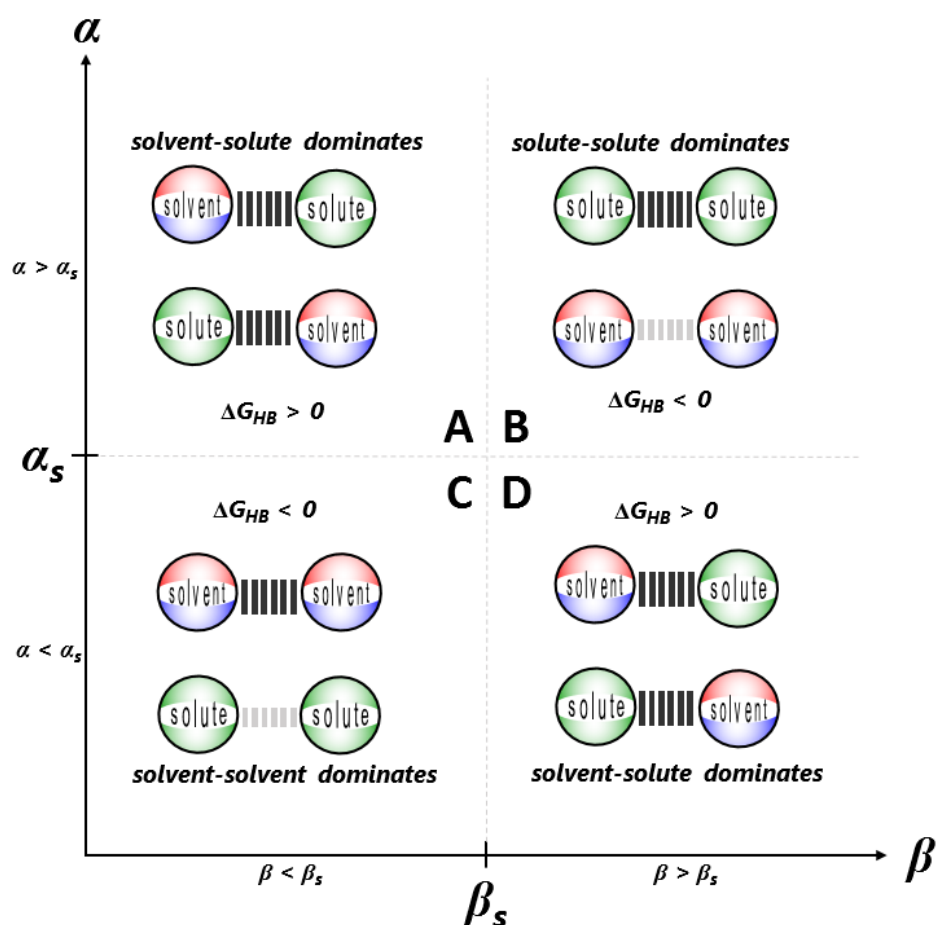 α
solvent-solute dominates
solute-solute dominates
solvent
solute
solute
solute
α > αs
solute
solvent
solvent
solvent
ΔGHB > 0
ΔGHB < 0
A B
αs
C D
ΔGHB < 0
ΔGHB > 0
solvent
solvent
solvent
solute
α < αs
solute
solute
solute
solvent
solvent-solvent dominates
solvent-solute dominates
β < βs
β > βs
β
βs